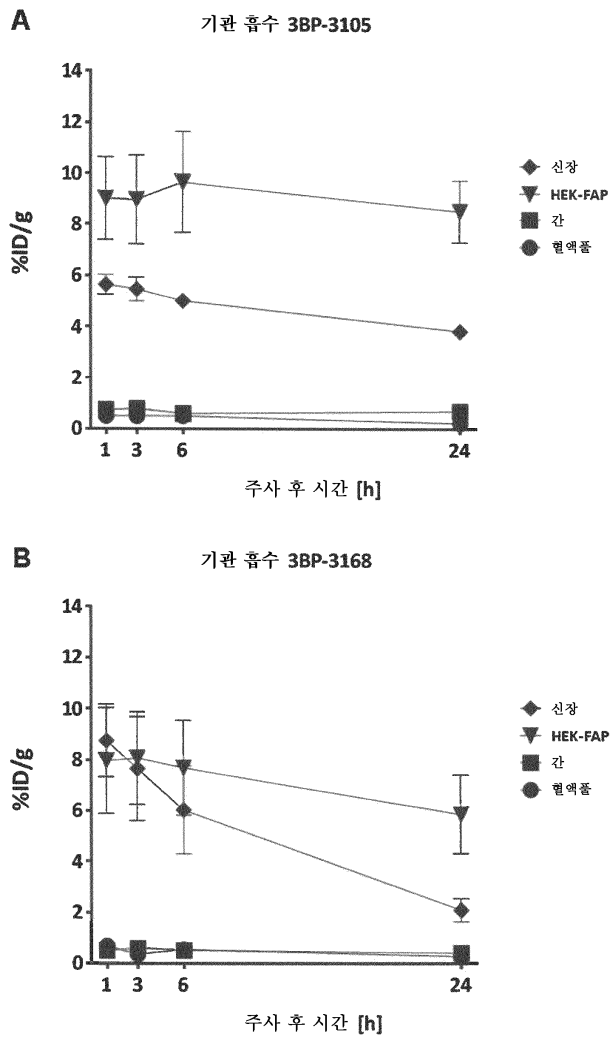 A
기관 흡수 3BP-3105
14
12
10
8
6
4
2
0
%ID/g
1 3 6 24
주사 후 시간 [h]
신장
HEK-FAP
간
혈액풀
B
기관 흡수 3BP-3168
14
12
10
8
6
4
2
0
%ID/g
1 3 6 24
주사 후 시간 [h]
신장
HEK-FAP
간
혈액풀